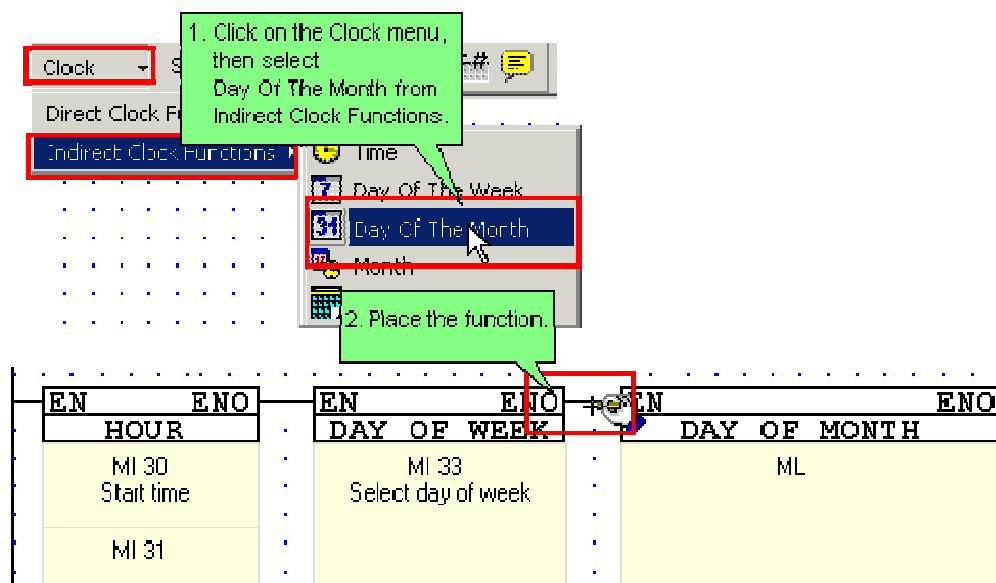 1. Click on the Clock menu,
then select
Day Of The Month from
Indirect Clock Functions.
Clock
S
#
Direct Clock F
Indirect Clock Functions
Time
7
Day Of The Week
31
Day Of The Month
Month
2. Place the function.
EN ENO
HOUR
MI 30
Start time
MI 31
EN ENO
DAY OF WEEK
MI 33
Select day of week
EN ENO
DAY OF MONTH
ML